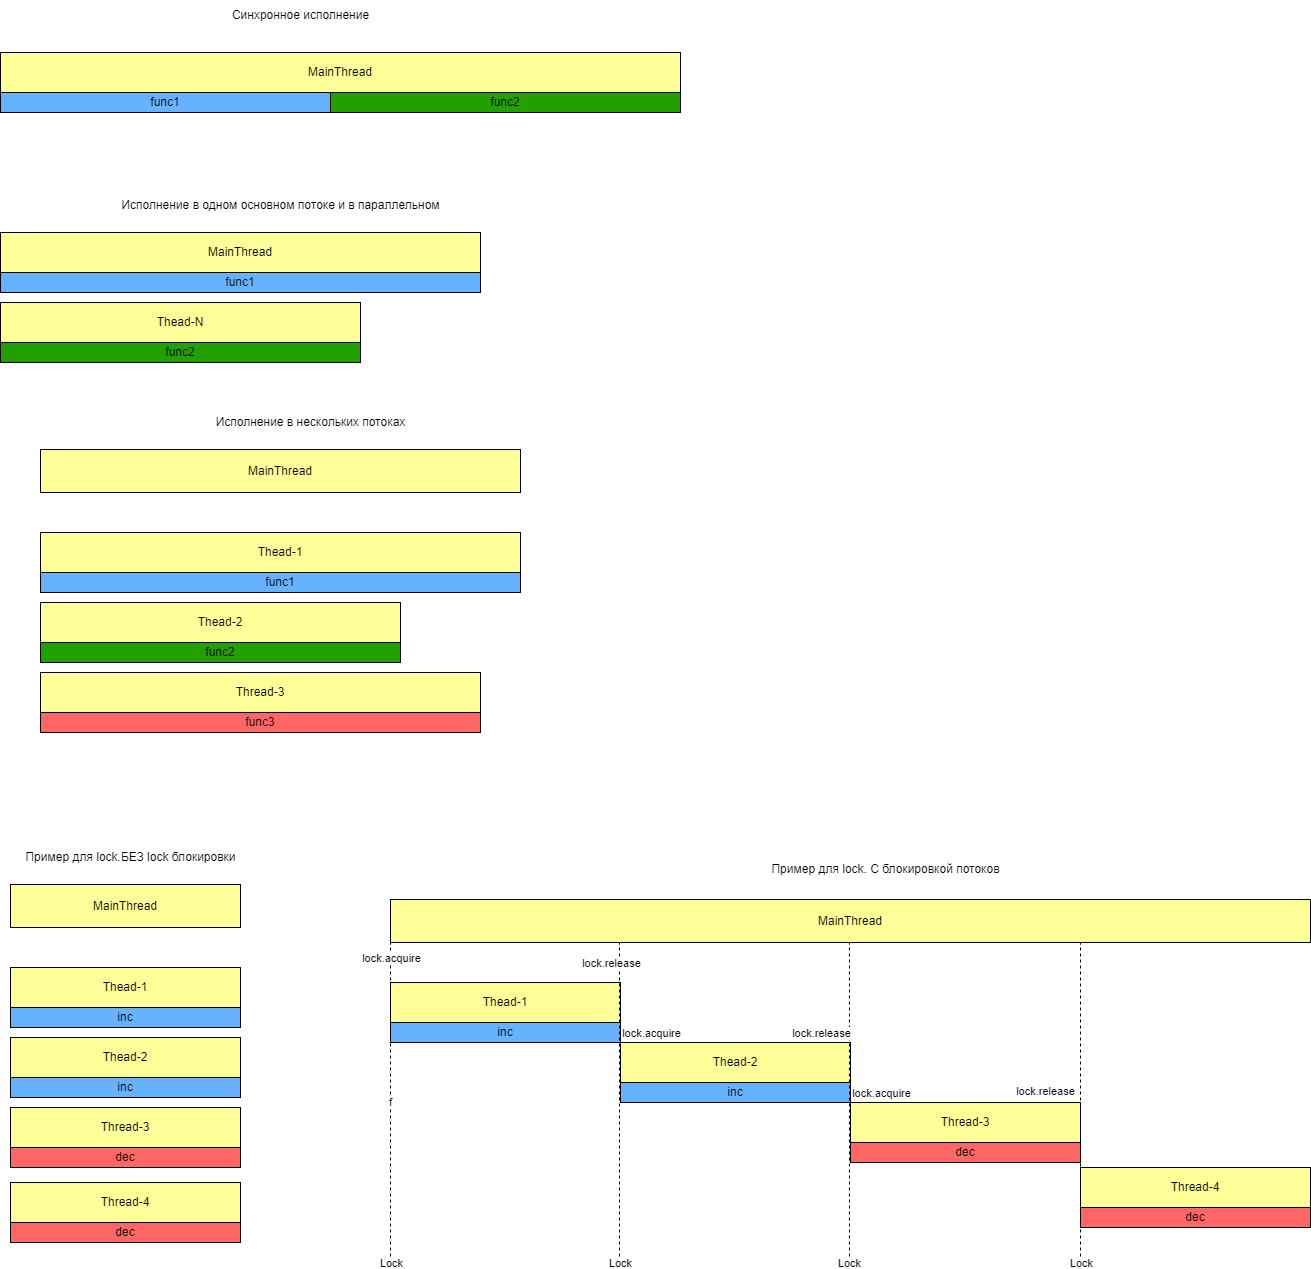 Синхронное исполнение
MainThread
func1 func2
Исполнение в одном основном потоке и в параллельном
MainThread
func1
Thead-N
func2
Исполнение в нескольких потоках
MainThread
Thead-1
func1
Thead-2
func2
Thread-3
func3
Пример для lock.БЕЗ lock блокировки
MainThread
Thead-1
inc
Thead-2
inc
Thread-3
dec
Thread-4
dec
Пример для lock. С блокировкой потоков
MainThread
lock.acquire
lock.release
Thead-1
inc
lock.acquire
lock.release
Thead-2
inc
lock.acquire
lock.release
f
Thread-3
dec
Thread-4
dec
Lock Lock Lock Lock